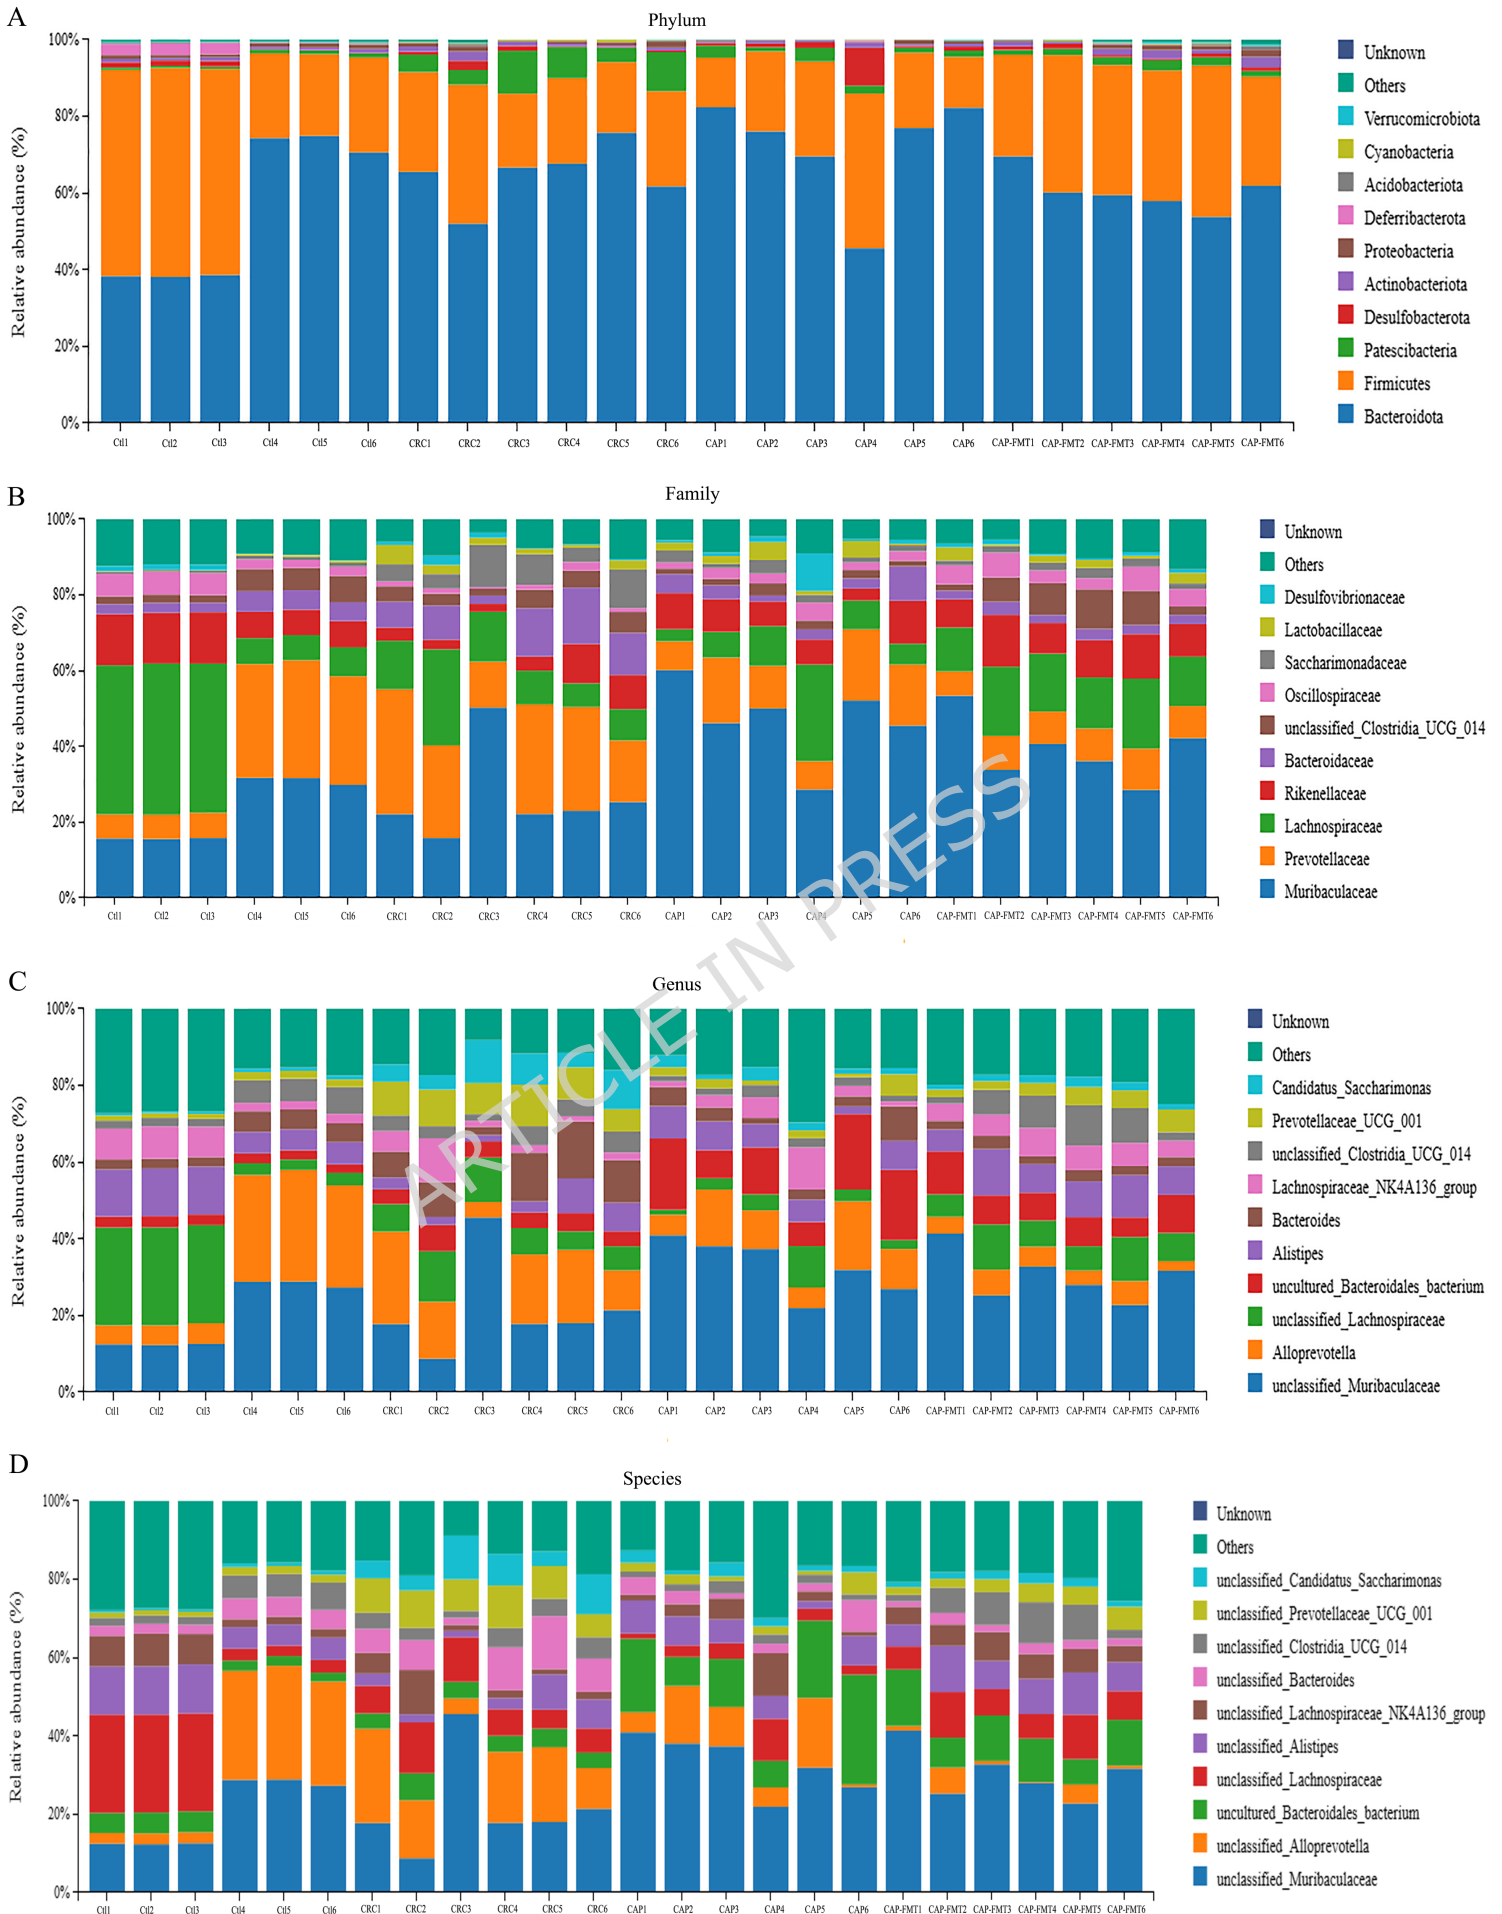 A
Phylum
Relative abundance (%)
100%
80%
60%
40%
20%
0%
Ctl1 Ctl2 Ctl3 Ctl4 Ctl5 Ctl6 CRC1 CRC2 CRC3 CRC4 CRC5 CRC6 CAP1 CAP2 CAP3 CAP4 CAP5 CAP6 CAP-FMT1 CAP-FMT2 CAP-FMT3 CAP-FMT4 CAP-FMT5 CAP-FMT6
Unknown
Others
Verrucomicrobiota
Cyanobacteria
Acidobacteriota
Deferribacterota
Proteobacteria
Actinobacteriota
Desulfobacterota
Patescibacteria
Firmicutes
Bacteroidota
B
Family
Relative abundance (%)
100%
80%
60%
40%
20%
0%
Ctl1 Ctl2 Ctl3 Ctl4 Ctl5 Ctl6 CRC1 CRC2 CRC3 CRC4 CRC5 CRC6 CAP1 CAP2 CAP3 CAP4 CAP5 CAP6 CAP-FMT1 CAP-FMT2 CAP-FMT3 CAP-FMT4 CAP-FMT5 CAP-FMT6
Unknown
Others
Desulfovibrionaceae
Lactobacillaceae
Saccharimonadaceae
Oscillospiraceae
unclassified_Clostridia_UCG_014
Bacteroidaceae
Rikenellaceae
Lachnospiraceae
Prevotellaceae
Muribaculaceae
ARTICLE IN PRESS
C
Genus
Relative abundance (%)
100%
80%
60%
40%
20%
0%
Ctl1 Ctl2 Ctl3 Ctl4 Ctl5 Ctl6 CRC1 CRC2 CRC3 CRC4 CRC5 CRC6 CAP1 CAP2 CAP3 CAP4 CAP5 CAP6 CAP-FMT1 CAP-FMT2 CAP-FMT3 CAP-FMT4 CAP-FMT5 CAP-FMT6
Unknown
Others
Candidatus_Saccharimonas
Prevotellaceae_UCG_001
unclassified_Clostridia_UCG_014
Lachnospiraceae_NK4A136_group
Bacteroides
Alistipes
uncultured_Bacteroidales_bacterium
unclassified_Lachnospiraceae
Alloprevotella
unclassified_Muribaculaceae
D
Species
Relative abundance (%)
100%
80%
60%
40%
20%
0%
Ctl1 Ctl2 Ctl3 Ctl4 Ctl5 Ctl6 CRC1 CRC2 CRC3 CRC4 CRC5 CRC6 CAP1 CAP2 CAP3 CAP4 CAP5 CAP6 CAP-FMT1 CAP-FMT2 CAP-FMT3 CAP-FMT4 CAP-FMT5 CAP-FMT6
Unknown
Others
unclassified_Candidatus_Saccharimonas
unclassified_Prevotellaceae_UCG_001
unclassified_Clostridia_UCG_014
unclassified_Bacteroides
unclassified_Lachnospiraceae_NK4A136_group
unclassified_Alistipes
unclassified_Lachnospiraceae
uncultured_Bacteroidales_bacterium
unclassified_Alloprevotella
unclassified_Muribaculaceae